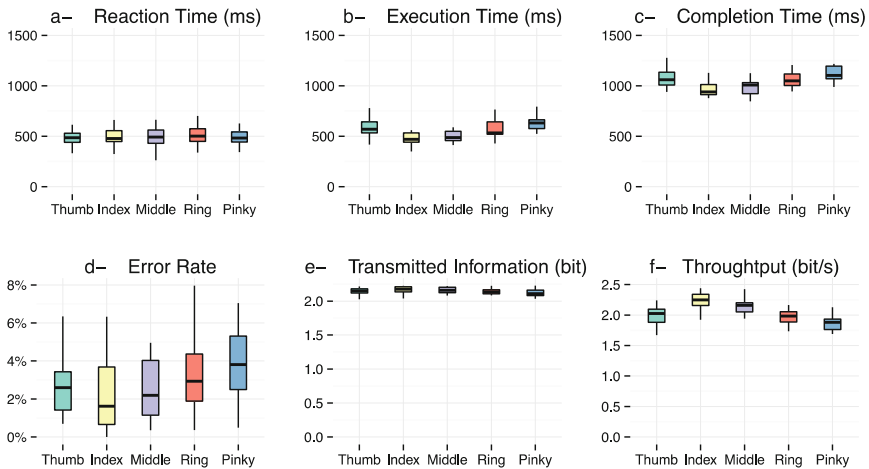 a– Reaction Time (ms)
1500
1000
500
0
Thumb Index Middle Ring Pinky
b– Execution Time (ms)
1500
1000
500
0
Thumb Index Middle Ring Pinky
c– Completion Time (ms)
1500
1000
500
0
Thumb Index Middle Ring Pinky
d– Error Rate
8%
6%
4%
2%
0%
Thumb Index Middle Ring Pinky
e– Transmitted Information (bit)
2.0
1.5
1.0
0.5
0.0
Thumb Index Middle Ring Pinky
f– Throughtput (bit/s)
2.5
2.0
1.5
1.0
0.5
0.0
Thumb Index Middle Ring Pinky